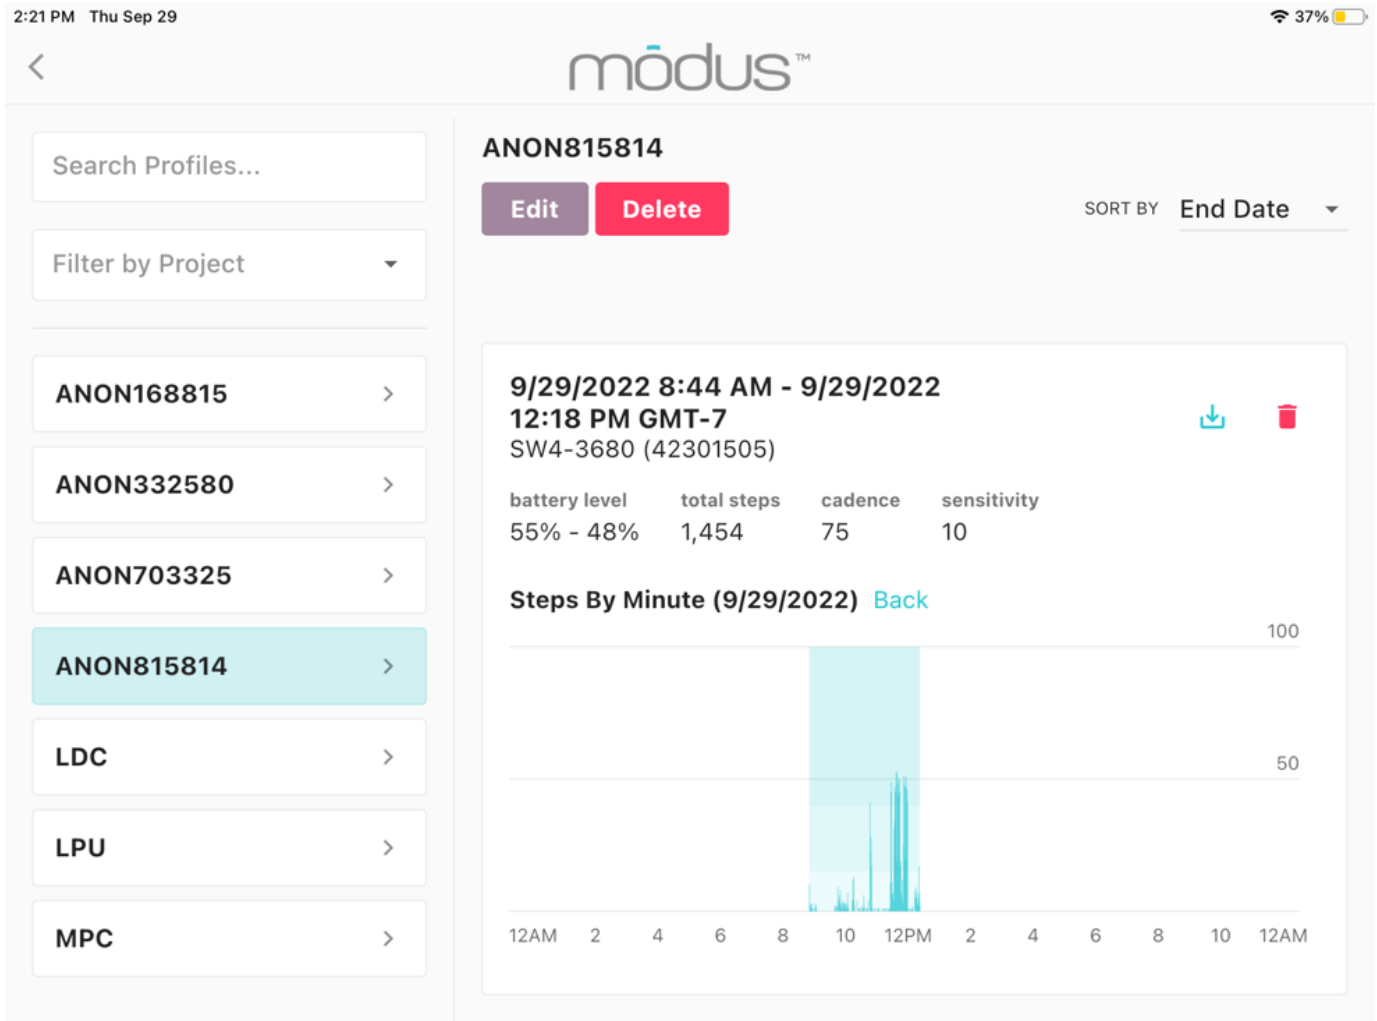 2:21 PM Thu Sep 29
37%
mōdus™
Search Profiles...
Filter by Project
ANON168815
ANON332580
ANON703325
ANON815814
LDC
LPU
MPC
ANON815814
Edit Delete
SORT BY End Date
9/29/2022 8:44 AM - 9/29/2022
12:18 PM GMT-7
SW4-3680 (42301505)
battery level total steps cadence sensitivity
55% - 48% 1,454 75 10
Steps By Minute (9/29/2022) Back
100
50
12AM 2 4 6 8 10 12PM 2 4 6 8 10 12AM